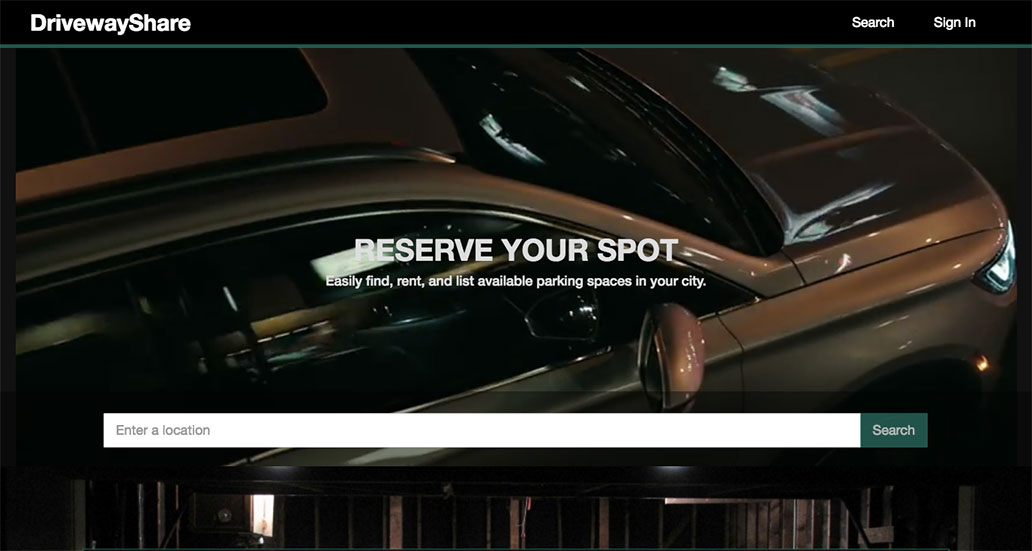 DrivewayShare
Search
Sign In
RESERVE YOUR SPOT
Easily find, rent, and list available parking spaces in your city.
Enter a location
Search